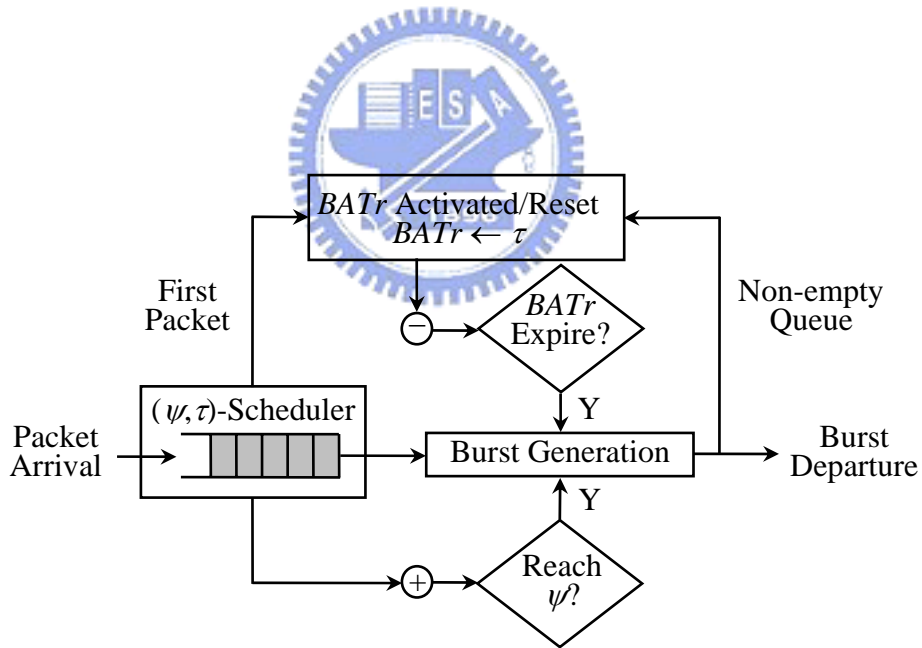 E S A
1896
BATr Activated/Reset
BATr ← τ
First
Packet
−
BATr
Expire?
Non-empty
Queue
(ψ,τ)-Scheduler
Y
Packet
Arrival
Burst Generation
Burst
Departure
Y
+
Reach
ψ?